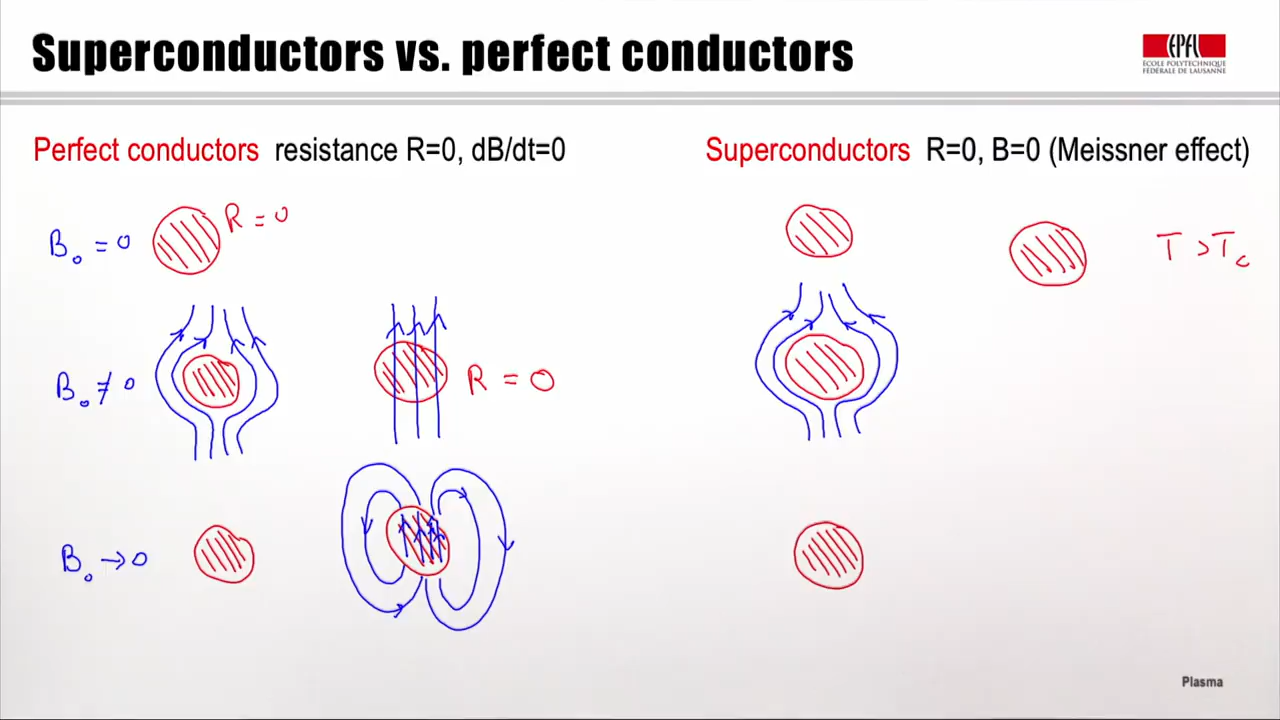 Superconductors vs. perfect conductors
EPFL
ÉCOLE POLYTECHNIQUE
FÉDÉRALE DE LAUSANNE
Perfect conductors resistance R=0, dB/dt=0
Superconductors R=0, B=0 (Meissner effect)
B₀ = 0
R = 0
T > Tc
B₀ ≠ 0
R = 0
B₀ → 0
Plasma